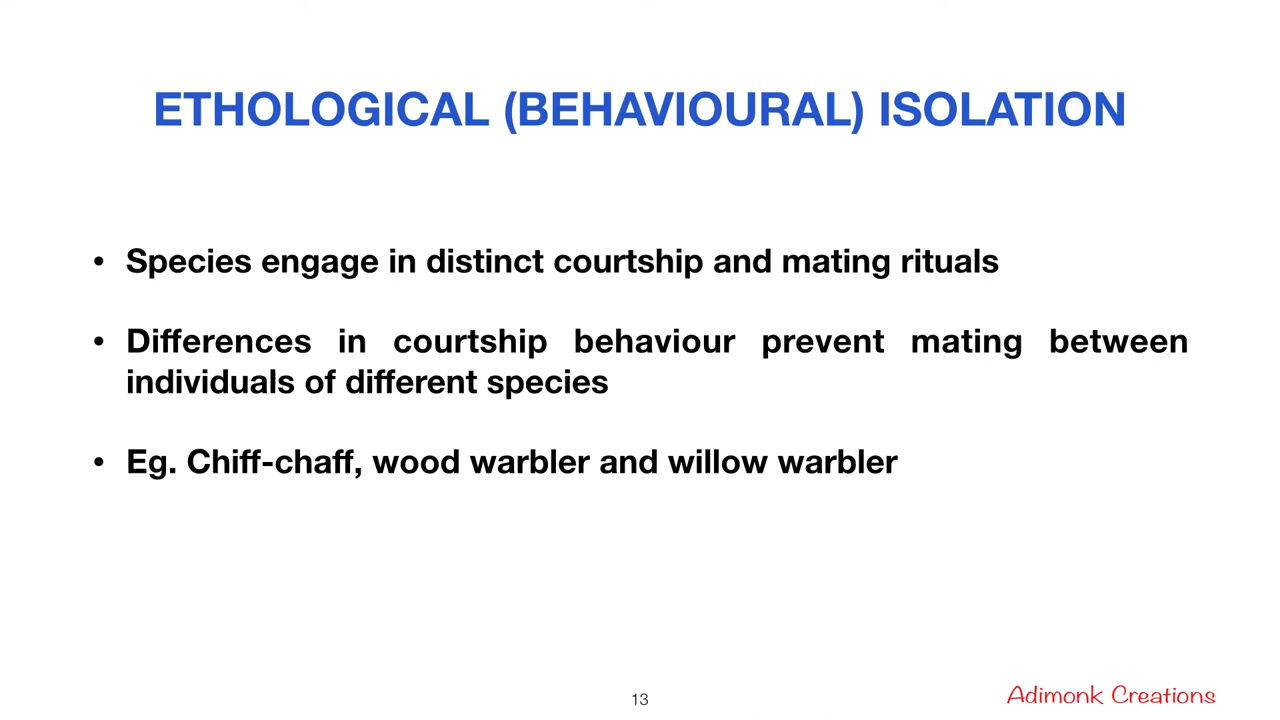 ETHOLOGICAL (BEHAVIOURAL) ISOLATION
• Species engage in distinct courtship and mating rituals
• Differences in courtship behaviour prevent mating between
individuals of different species
• Eg. Chiff-chaff, wood warbler and willow warbler
13
Adimonk Creations